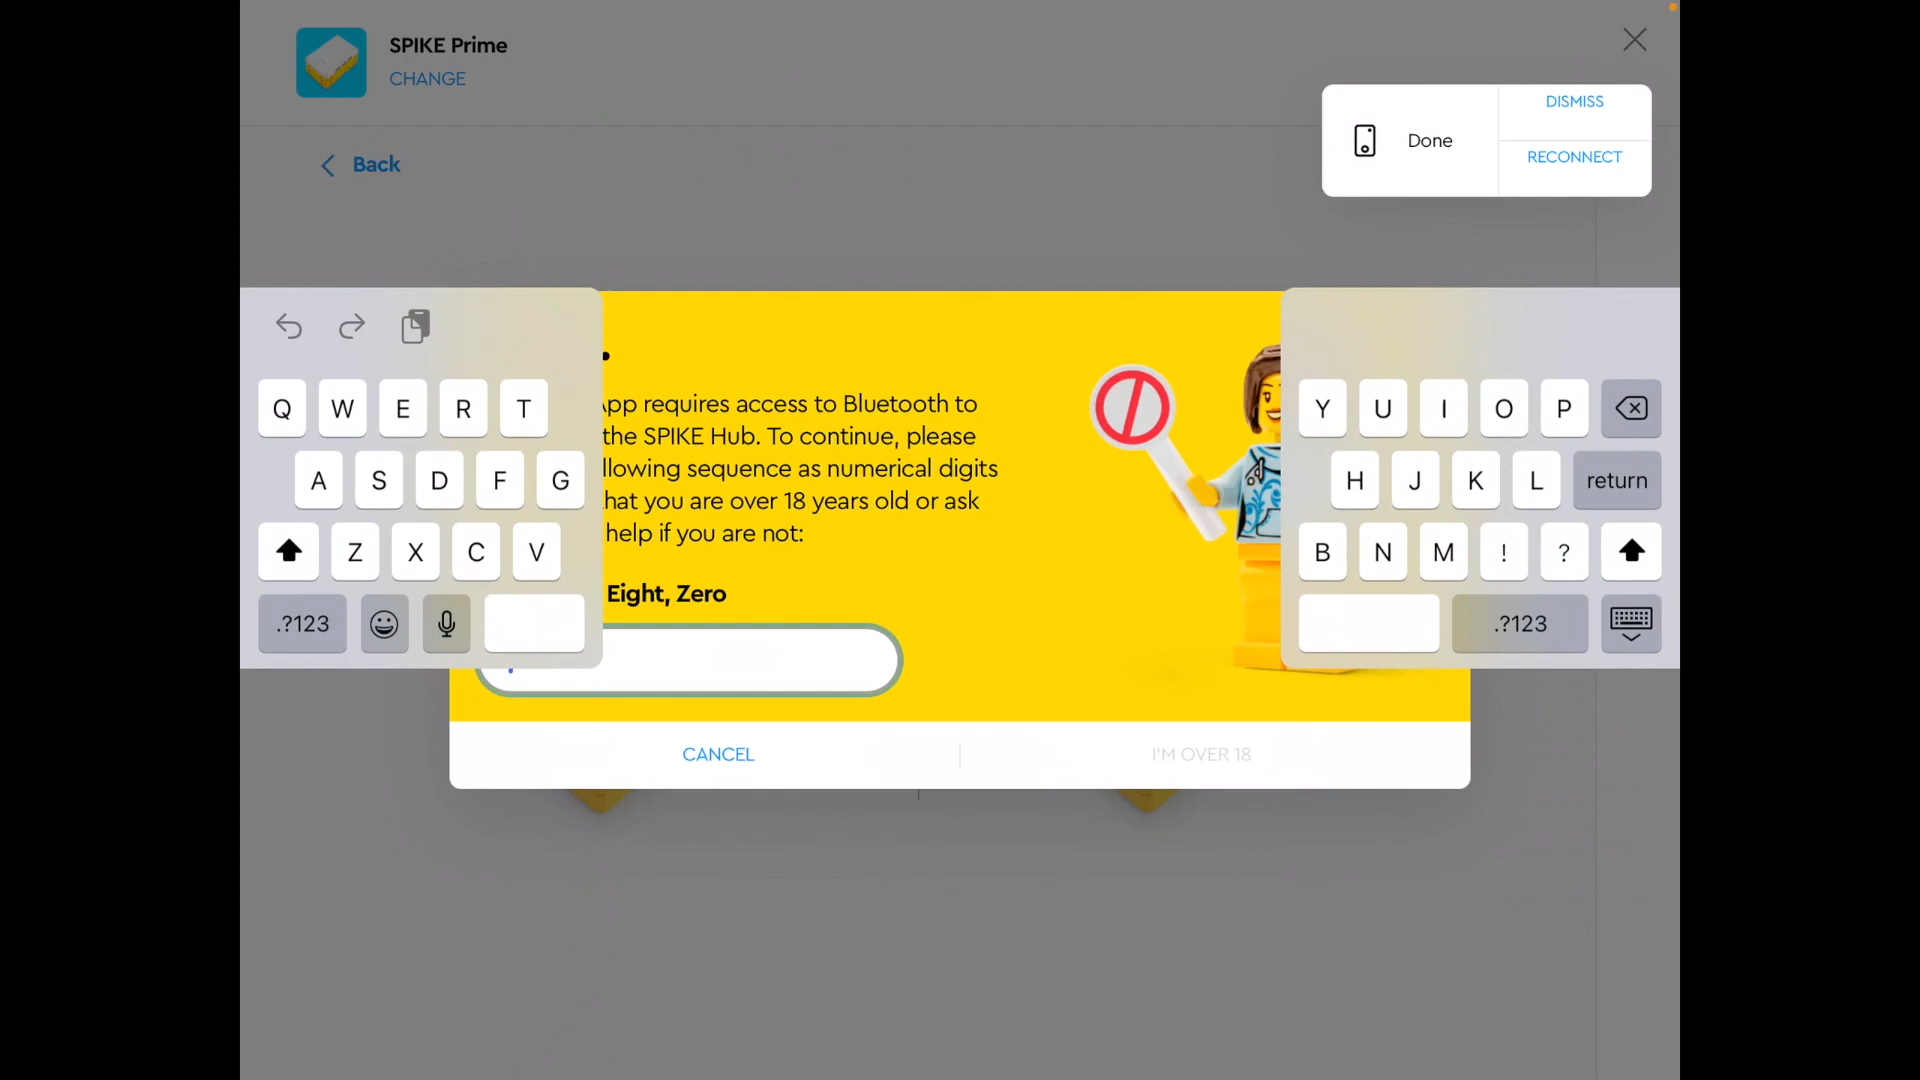 SPIKE Prime
CHANGE
DISMISS
Done
RECONNECT
Back
App requires access to Bluetooth to
the SPIKE Hub. To continue, please
llowing sequence as numerical digits
hat you are over 18 years old or ask
help if you are not:
Eight, Zero
Q W E R T
Y U I O P
A S D F G
H J K L return
Z X C V
B N M ! ?
.?123
.?123
CANCEL
I'M OVER 18